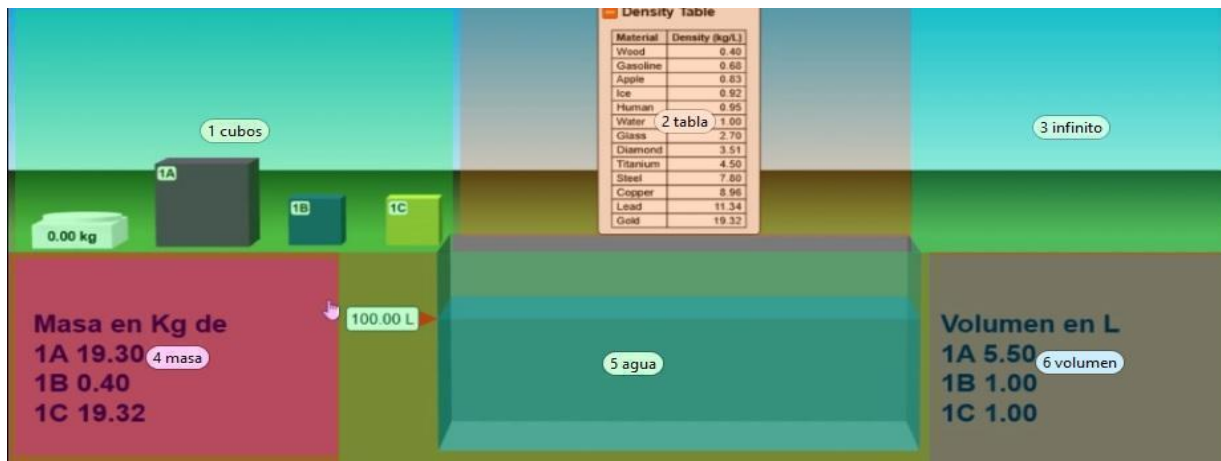 Density Table
Material Density (kg/L)
Wood 0.40
Gasoline 0.68
Apple 0.83
Ice 0.92
Human 0.95
Water 1.00
2 tabla
Glass 2.70
Diamond 3.51
Titanium 4.50
Steel 7.80
Copper 8.96
Lead 11.34
Gold 19.32
1 cubos
3 infinito
1A
1B
1C
0.00 kg
100.00 L
Masa en Kg de
1A 19.30
4 masa
1B 0.40
1C 19.32
5 agua
Volumen en L
1A 5.50
6 volumen
1B 1.00
1C 1.00